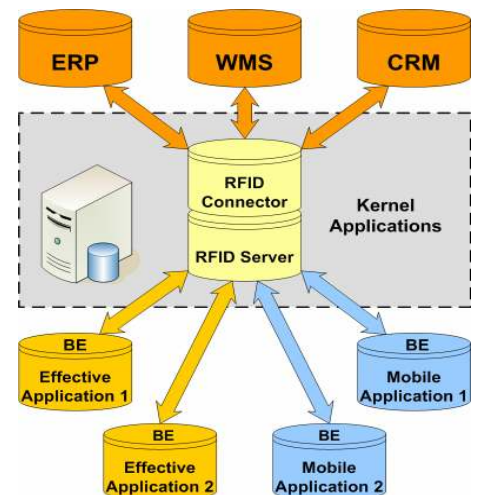 ERP
WMS
CRM
RFID
Connector
Kernel
Applications
RFID Server
BE
Effective
Application 1
BE
Mobile
Application 1
BE
Effective
Application 2
BE
Mobile
Application 2